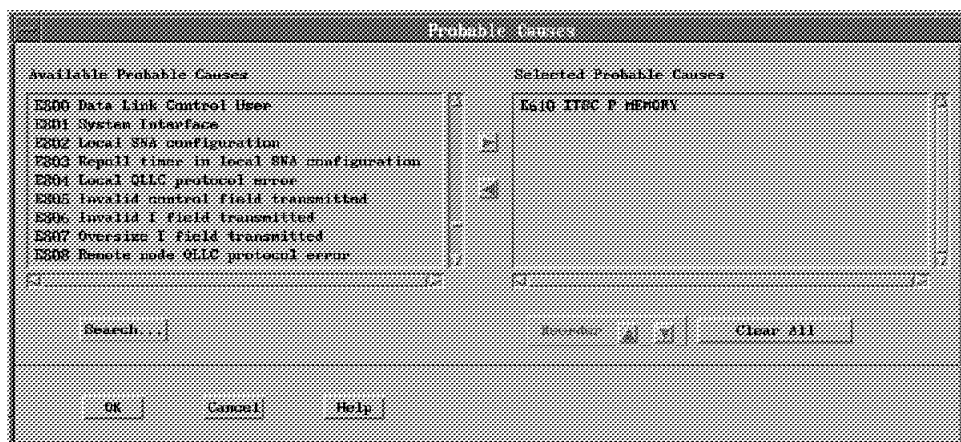 Probable Causes
Available Probable Causes
E800 Data Link Control User
E801 System Interface
E802 Local SNA configuration
E803 Repoll timer in local SNA configuration
E804 Local QLLC protocol error
E805 Invalid control field transmitted
E806 Invalid I field transmitted
E807 Oversize I field transmitted
E808 Remote node QLLC protocol error
Search...
Selected Probable Causes
E610 ITSC P MEMORY
Reorder
Clear All
OK
Cancel
Help